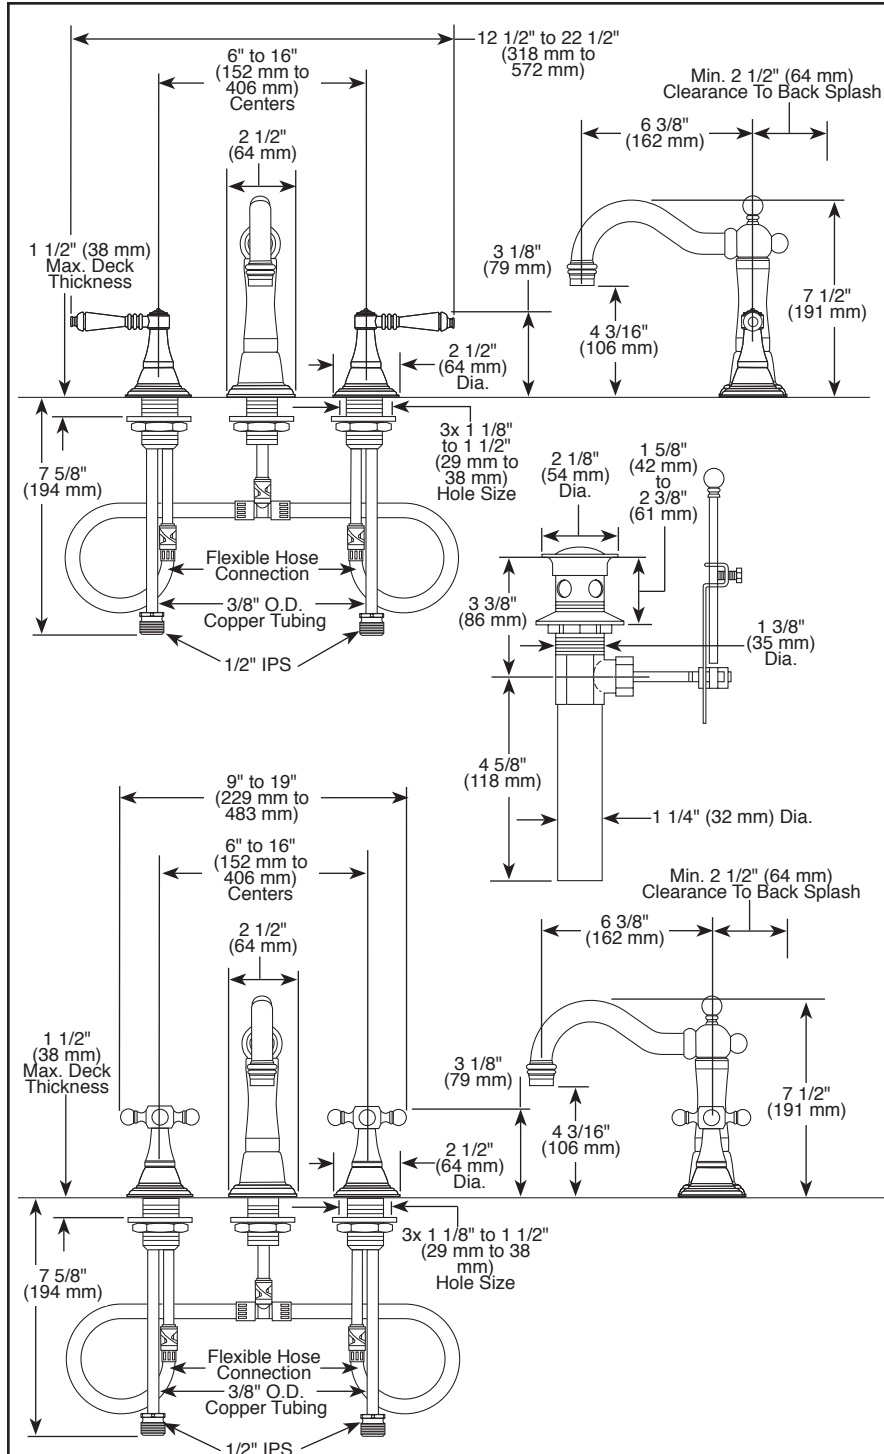 12 1/2" to 22 1/2"
(318 mm to
572 mm)
6" to 16"
(152 mm to
406 mm)
Centers
Min. 2 1/2" (64 mm)
Clearance To Back Splash
6 3/8"
(162 mm)
2 1/2"
(64 mm)
1 1/2" (38 mm)
Max. Deck
Thickness
3 1/8"
(79 mm)
7 1/2"
(191 mm)
4 3/16"
(106 mm)
2 1/2"
(64 mm)
Dia.
3x 1 1/8"
to 1 1/2"
(29 mm to
38 mm)
Hole Size
7 5/8"
(194 mm)
2 1/8"
(54 mm)
Dia.
1 5/8"
(42 mm)
to
2 3/8"
(61 mm)
Flexible Hose
Connection
3/8" O.D.
Copper Tubing
1/2" IPS
3 3/8"
(86 mm)
1 3/8"
(35 mm)
Dia.
4 5/8"
(118 mm)
1 1/4" (32 mm) Dia.
9" to 19"
(229 mm to
483 mm)
6" to 16"
(152 mm to
406 mm)
Centers
Min. 2 1/2" (64 mm)
Clearance To Back Splash
6 3/8"
(162 mm)
2 1/2"
(64 mm)
1 1/2"
(38 mm)
Max. Deck
Thickness
3 1/8"
(79 mm)
7 1/2"
(191 mm)
4 3/16"
(106 mm)
2 1/2"
(64 mm)
Dia.
3x 1 1/8" to 1 1/2"
(29 mm to 38
mm)
Hole Size
7 5/8"
(194 mm)
Flexible Hose
Connection
3/8" O.D.
Copper Tubing
1/2" IPS